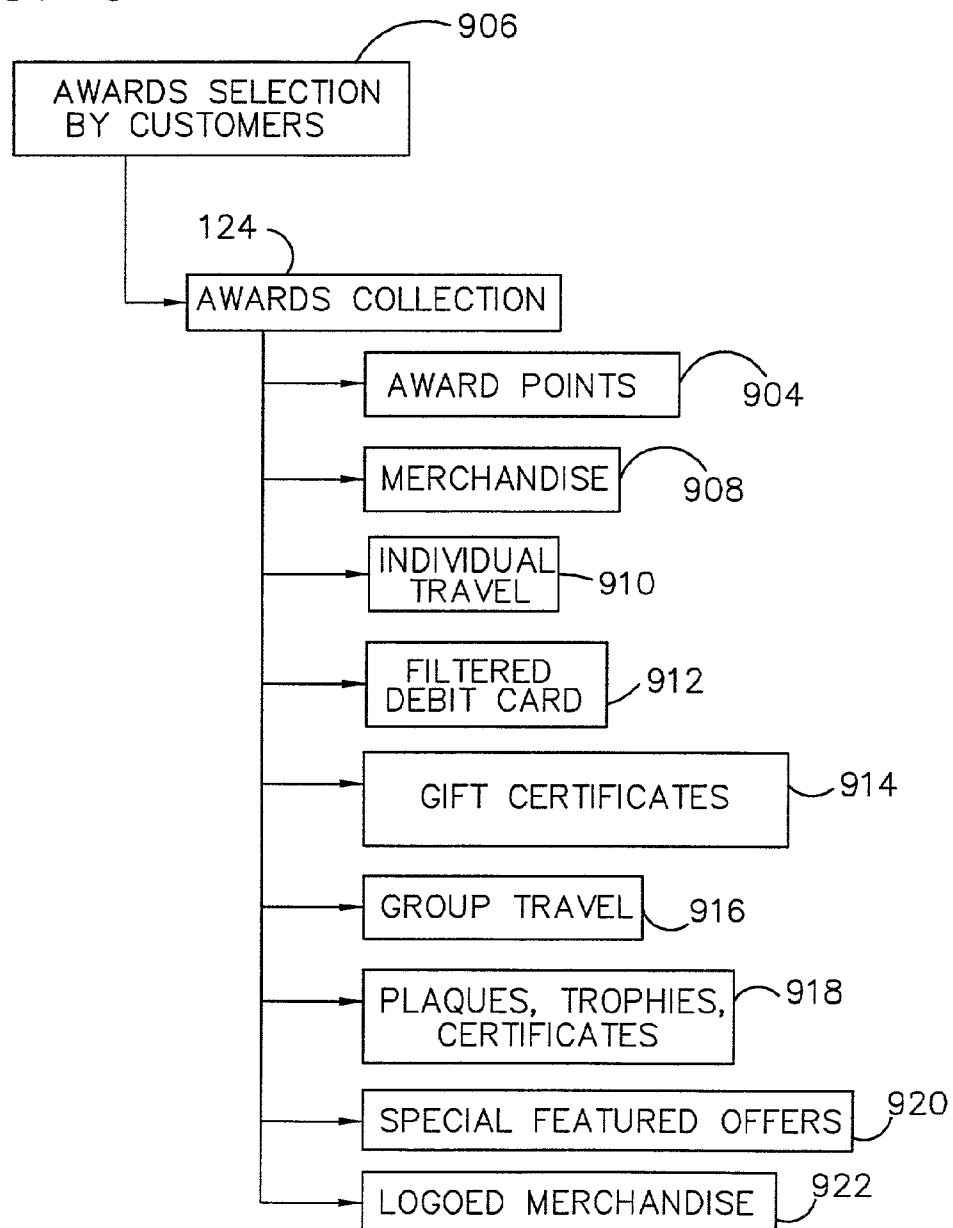 906
AWARDS SELECTION
BY CUSTOMERS
124
AWARDS COLLECTION
AWARD POINTS
904
MERCHANDISE
908
INDIVIDUAL
TRAVEL
910
FILTERED
DEBIT CARD
912
GIFT CERTIFICATES
914
GROUP TRAVEL
916
PLAQUES, TROPHIES,
CERTIFICATES
918
SPECIAL FEATURED OFFERS
920
LOGOED MERCHANDISE
922